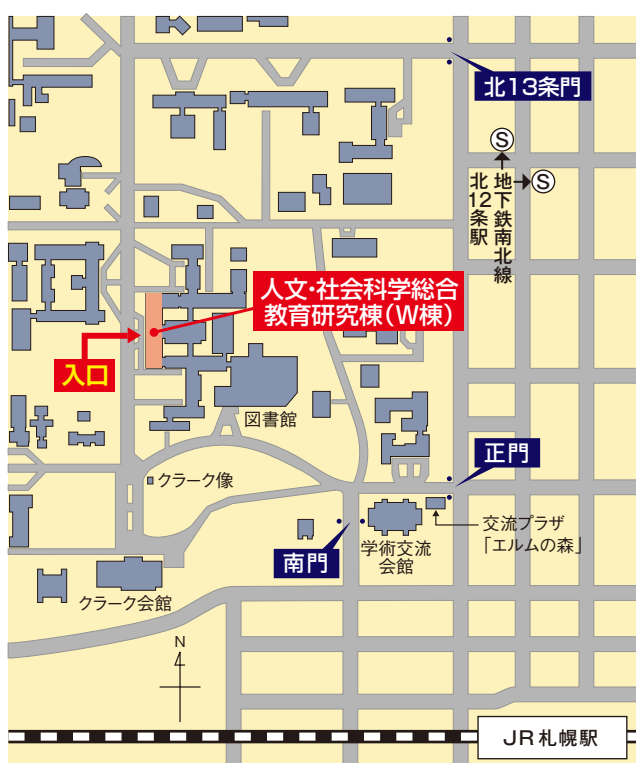 北13条門
Ⓢ
Ⓢ
地下鉄南北線
北12条駅
人文・社会科学総合
教育研究棟(W棟)
入口
図書館
正門
クラーク像
交流プラザ
「エルムの森」
南門
学術交流
会館
クラーク会館
N
JR札幌駅